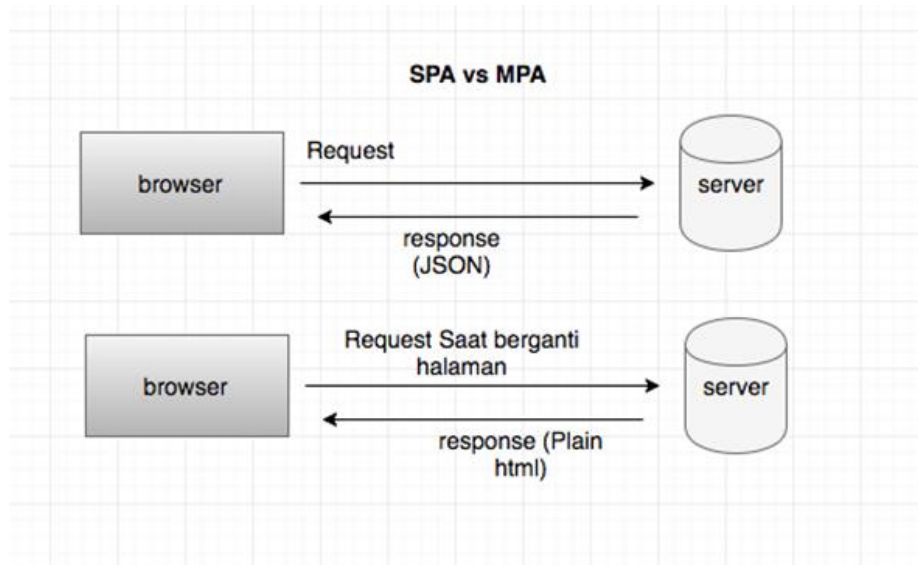 SPA vs MPA
Request
browser
server
response
(JSON)
Request Saat berganti
halaman
browser
server
response (Plain
html)